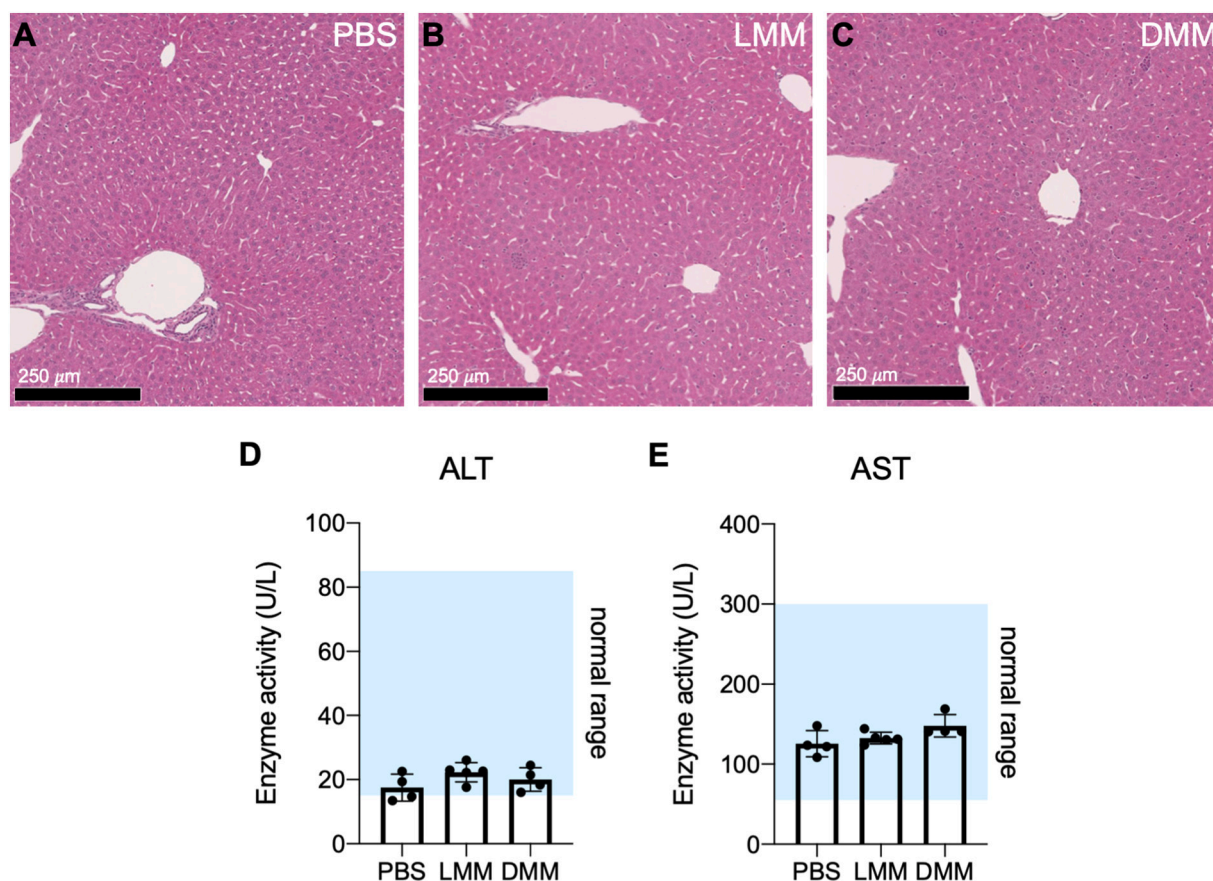 A PBS
B LMM
C DMM
250 μm
250 μm
250 μm
D ALT
Enzyme activity (U/L)
100
80
60
40
20
0
PBS LMM DMM
normal range
E AST
Enzyme activity (U/L)
400
300
200
100
0
PBS LMM DMM
normal range